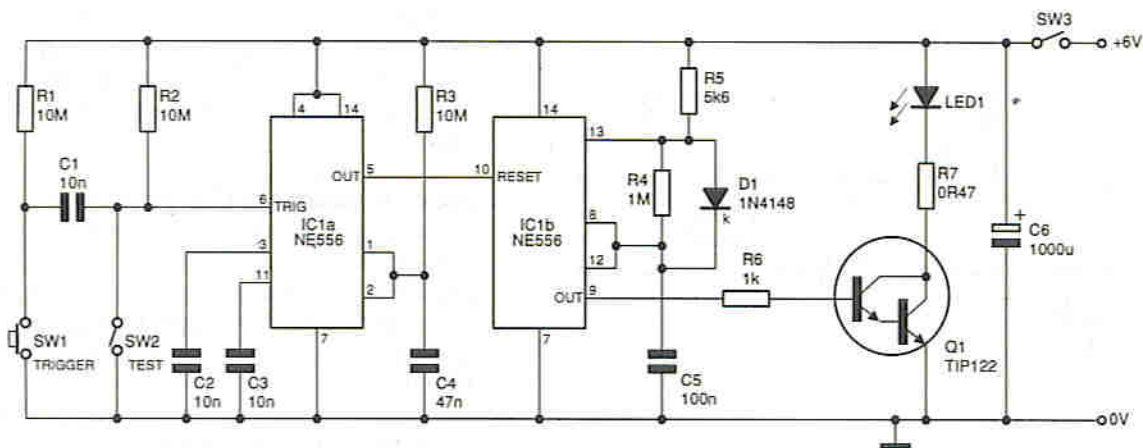 SW3
+6V
R1
10M
R2
10M
4
14
R3
10M
14
R5
5k6
13
LED1
C1
10n
5
OUT
10
RESET
R4
1M
D1
1N4148
k
R7
0R47
6
TRIG
IC1a
NE556
IC1b
NE556
8
+
C6
1000u
3
1
12
R6
1k
11
2
OUT
9
SW1
TRIGGER
SW2
TEST
7
7
Q1
TIP122
C2
10n
C3
10n
C4
47n
C5
100n
0V